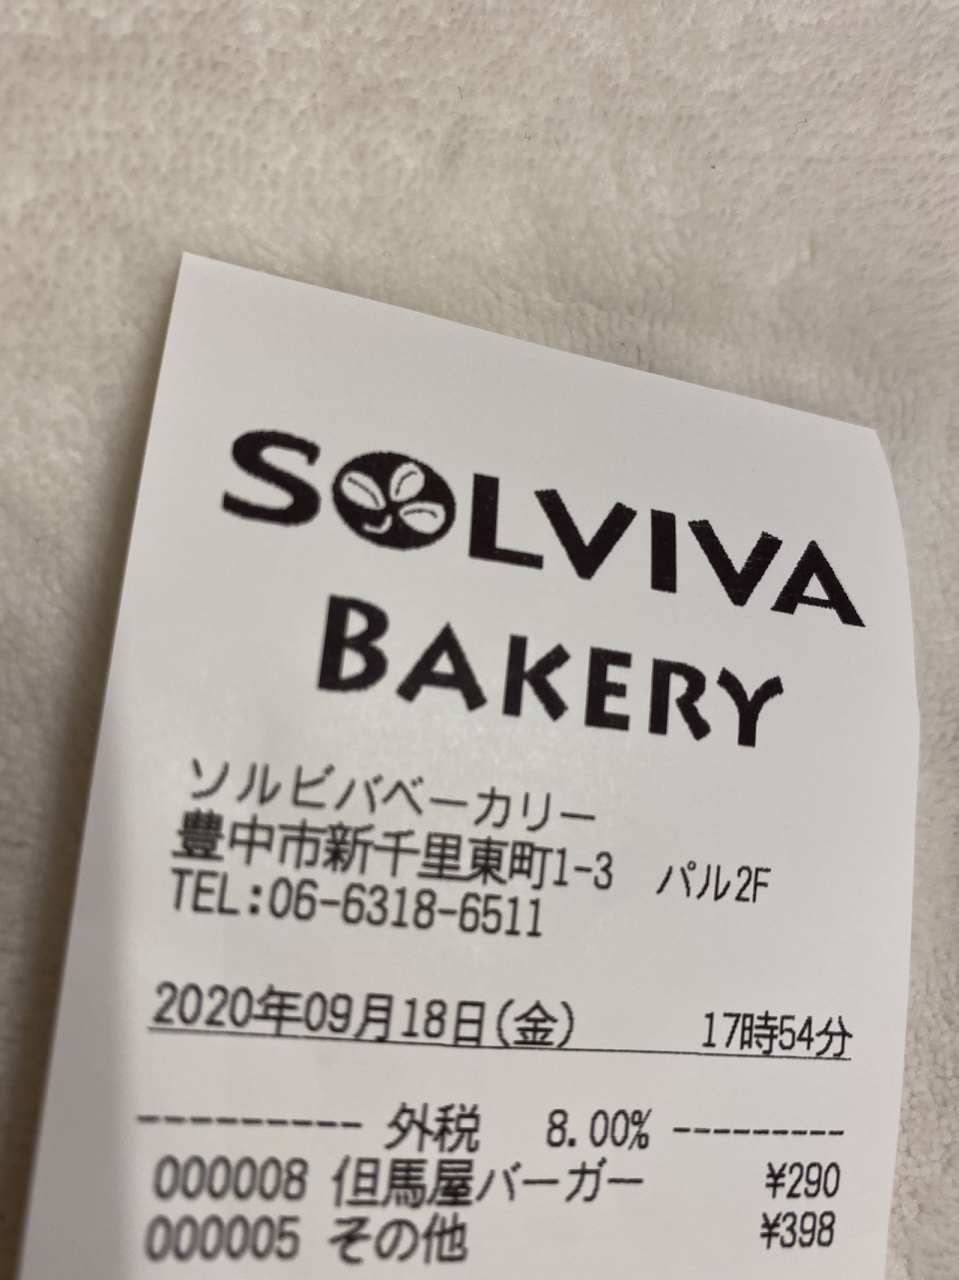 SOLVIVA
BAKERY
ソルビバベーカリー
豊中市新千里東町1-3 パル2F
TEL:06-6318-6511
2020年09月18日(金) 17時54分
--------- 外税 8.00% ---------
000008 但馬屋バーガー ¥290
000005 その他 ¥398